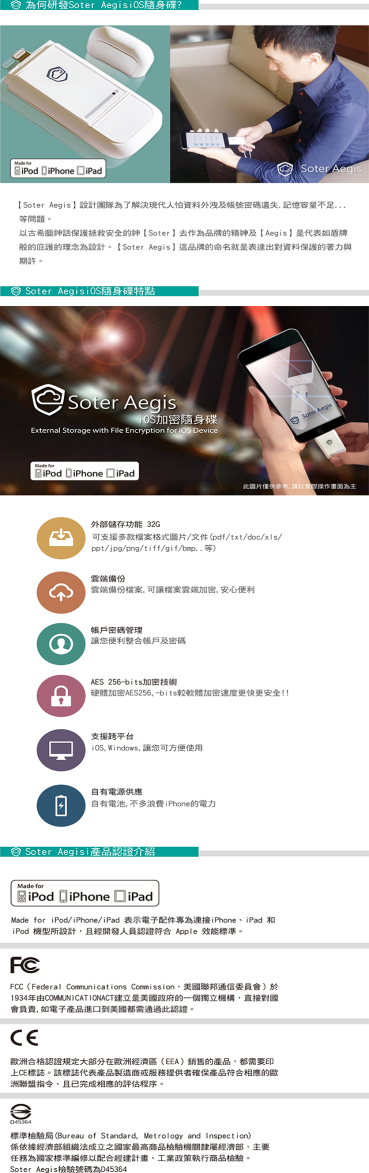 為何研發Soter AegisiOS隨身碟?
Made for
iPod iPhone iPad
Soter Aegis
【Soter Aegis】設計團隊為了解決現代人怕資料外洩及帳號密碼遺失.記憶容量不足...
等問題。
以古希臘神話保護拯救安全的神【Soter】去作為品牌的精神及【Aegis】是代表如盾牌
般的庇護的理念為設計。【Soter Aegis】這品牌的命名就是表達出對資料保護的著力與
期許。
Soter AegisiOS隨身碟特點
Soter Aegis
iOS加密隨身碟
External Storage with File Encryption for iOS Device
Soter Aegis
Made for
iPod iPhone iPad
此圖片僅供參考,請以實際操作畫面為主
外部儲存功能 32G
可支援多款檔案格式圖片/文件(pdf/txt/doc/xls/
ppt/jpg/png/tiff/gif/bmp..等)
雲端備份
雲端備份檔案,可讓檔案雲端加密,安心便利
帳戶密碼管理
讓您便利整合帳戶及密碼
AES 256-bits加密技術
硬體加密AES256,-bits較軟體加密速度更快更安全!!
支援跨平台
iOS,Windows,讓您可方便使用
自有電源供應
自有電池,不多浪費iPhone的電力
Soter Aegisi產品認證介紹
Made for
iPod iPhone iPad
Made for iPod/iPhone/iPad 表示電子配件專為連接iPhone、iPad 和
iPod 機型所設計，且經開發人員認證符合 Apple 效能標準。
FC
FCC（Federal Communications Commission，美國聯邦通信委員會）於
1934年由COMMUNICATIONACT建立是美國政府的一個獨立機構，直接對國
會負責,如電子產品進口到美國都需通過此認證。
CE
歐洲合格認證規定大部分在歐洲經濟區（EEA）銷售的產品，都需要印
上CE標誌。該標誌代表產品製造商或服務提供者確保產品符合相應的歐
洲聯盟指令、且已完成相應的評估程序。
D45364
標準檢驗局(Bureau of Standard, Metrology and Inspection)
係依據經濟部組織法成立之國家最高商品檢驗機關隸屬經濟部，主要
任務為國家標準編修以配合經建計畫、工業政策執行商品檢驗。
Soter Aegis檢驗號碼為D45364